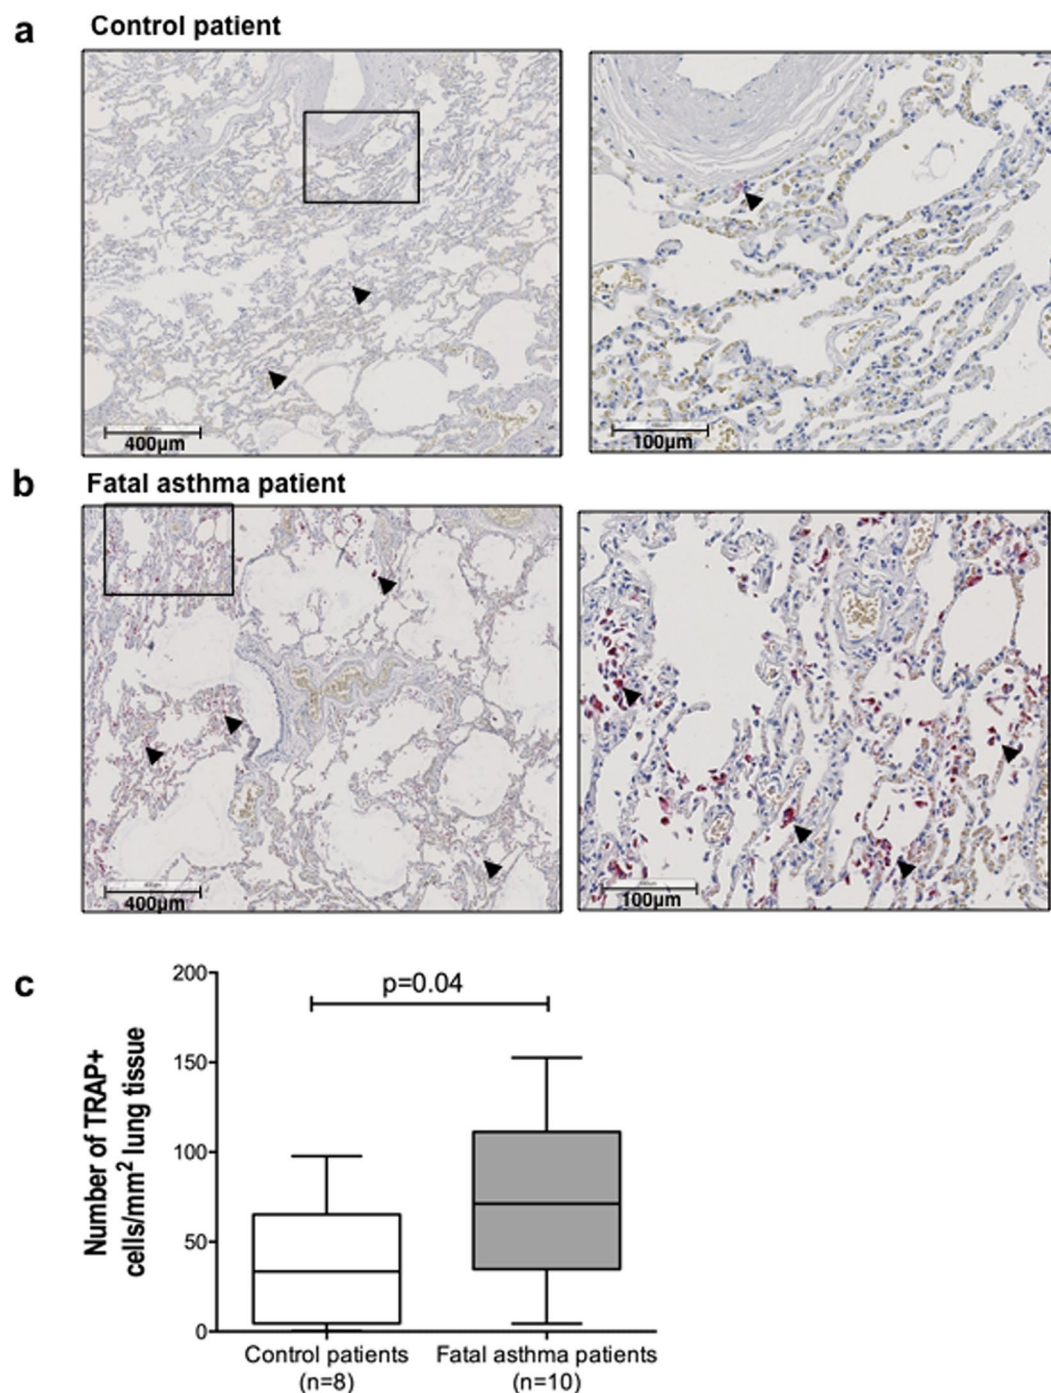 a Control patient
400µm
100µm
b Fatal asthma patient
400µm
100µm
c
p=0.04
Number of TRAP+
cells/mm² lung tissue
200
150
100
50
0
Control patients
(n=8)
Fatal asthma patients
(n=10)